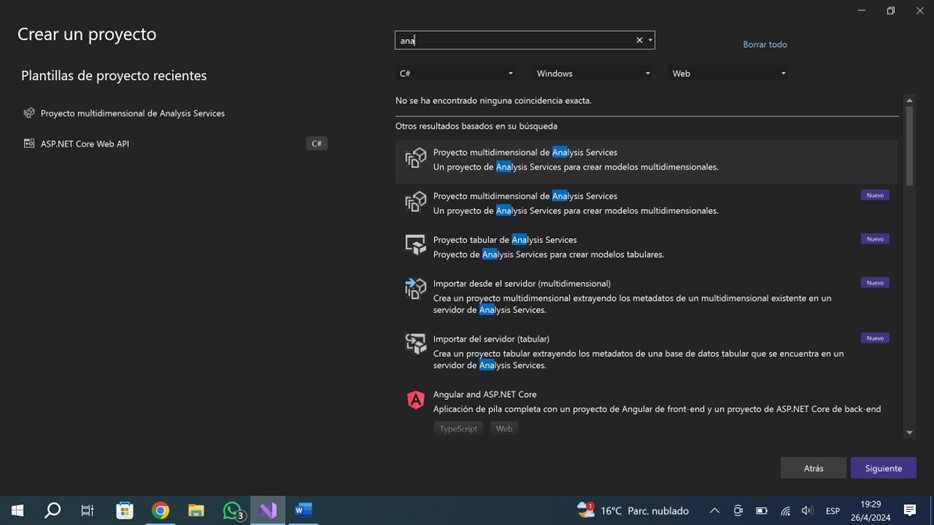 Crear un proyecto
Plantillas de proyecto recientes
Proyecto multidimensional de Analysis Services
ASP.NET Core Web API
C#
ana
Borrar todo
C#
Windows
Web
No se ha encontrado ninguna coincidencia exacta.
Otros resultados basados en su búsqueda
Proyecto multidimensional de Analysis Services
Un proyecto de Analysis Services para crear modelos multidimensionales.
Proyecto multidimensional de Analysis Services
Nuevo
Un proyecto de Analysis Services para crear modelos multidimensionales.
Proyecto tabular de Analysis Services
Nuevo
Proyecto de Analysis Services para crear modelos tabulares.
Importar desde el servidor (multidimensional)
Nuevo
Crea un proyecto multidimensional extrayendo los metadatos de un multidimensional existente en un
servidor de Analysis Services.
Importar del servidor (tabular)
Nuevo
Crea un proyecto tabular extrayendo los metadatos de una base de datos tabular que se encuentra en un
servidor de Analysis Services.
Angular and ASP.NET Core
Aplicación de pila completa con un proyecto de Angular de front-end y un proyecto de ASP.NET Core de back-end
TypeScript
Web
Atrás
Siguiente
3
1
16°C Parc. nublado
ESP
19:29
26/4/2024